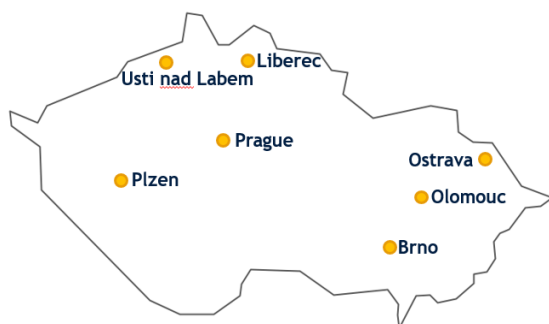 Liberec
Usti nad Labem
Prague
Ostrava
Plzen
Olomouc
Brno